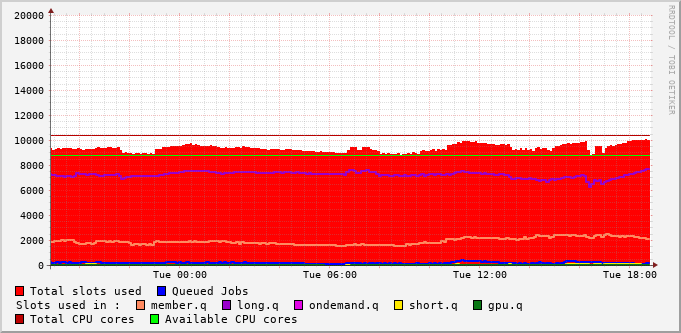 20000
18000
16000
14000
12000
10000
8000
6000
4000
2000
0
Tue 00:00 Tue 06:00 Tue 12:00 Tue 18:00
Total slots used Queued Jobs
Slots used in : member.q long.q ondemand.q short.q gpu.q
Total CPU cores Available CPU cores
RRDTOOL / TOBI OETIKER